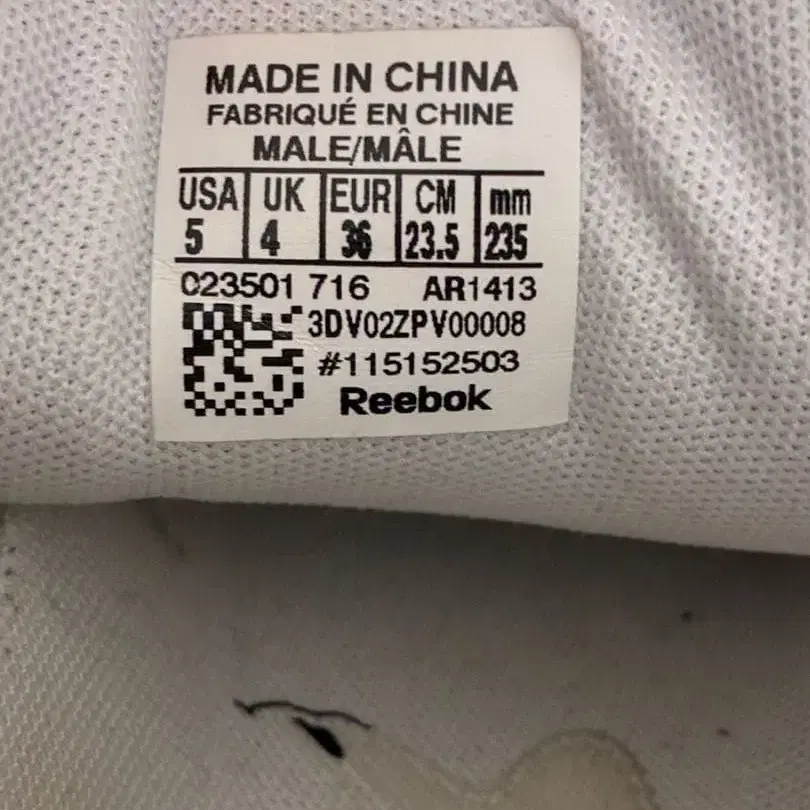 MADE IN CHINA
FABRIQUÉ EN CHINE
MALE/MÂLE
USA UK EUR CM mm
5 4 36 23.5 235
023501 716 AR1413
3DV02ZPV00008
#115152503
Reebok